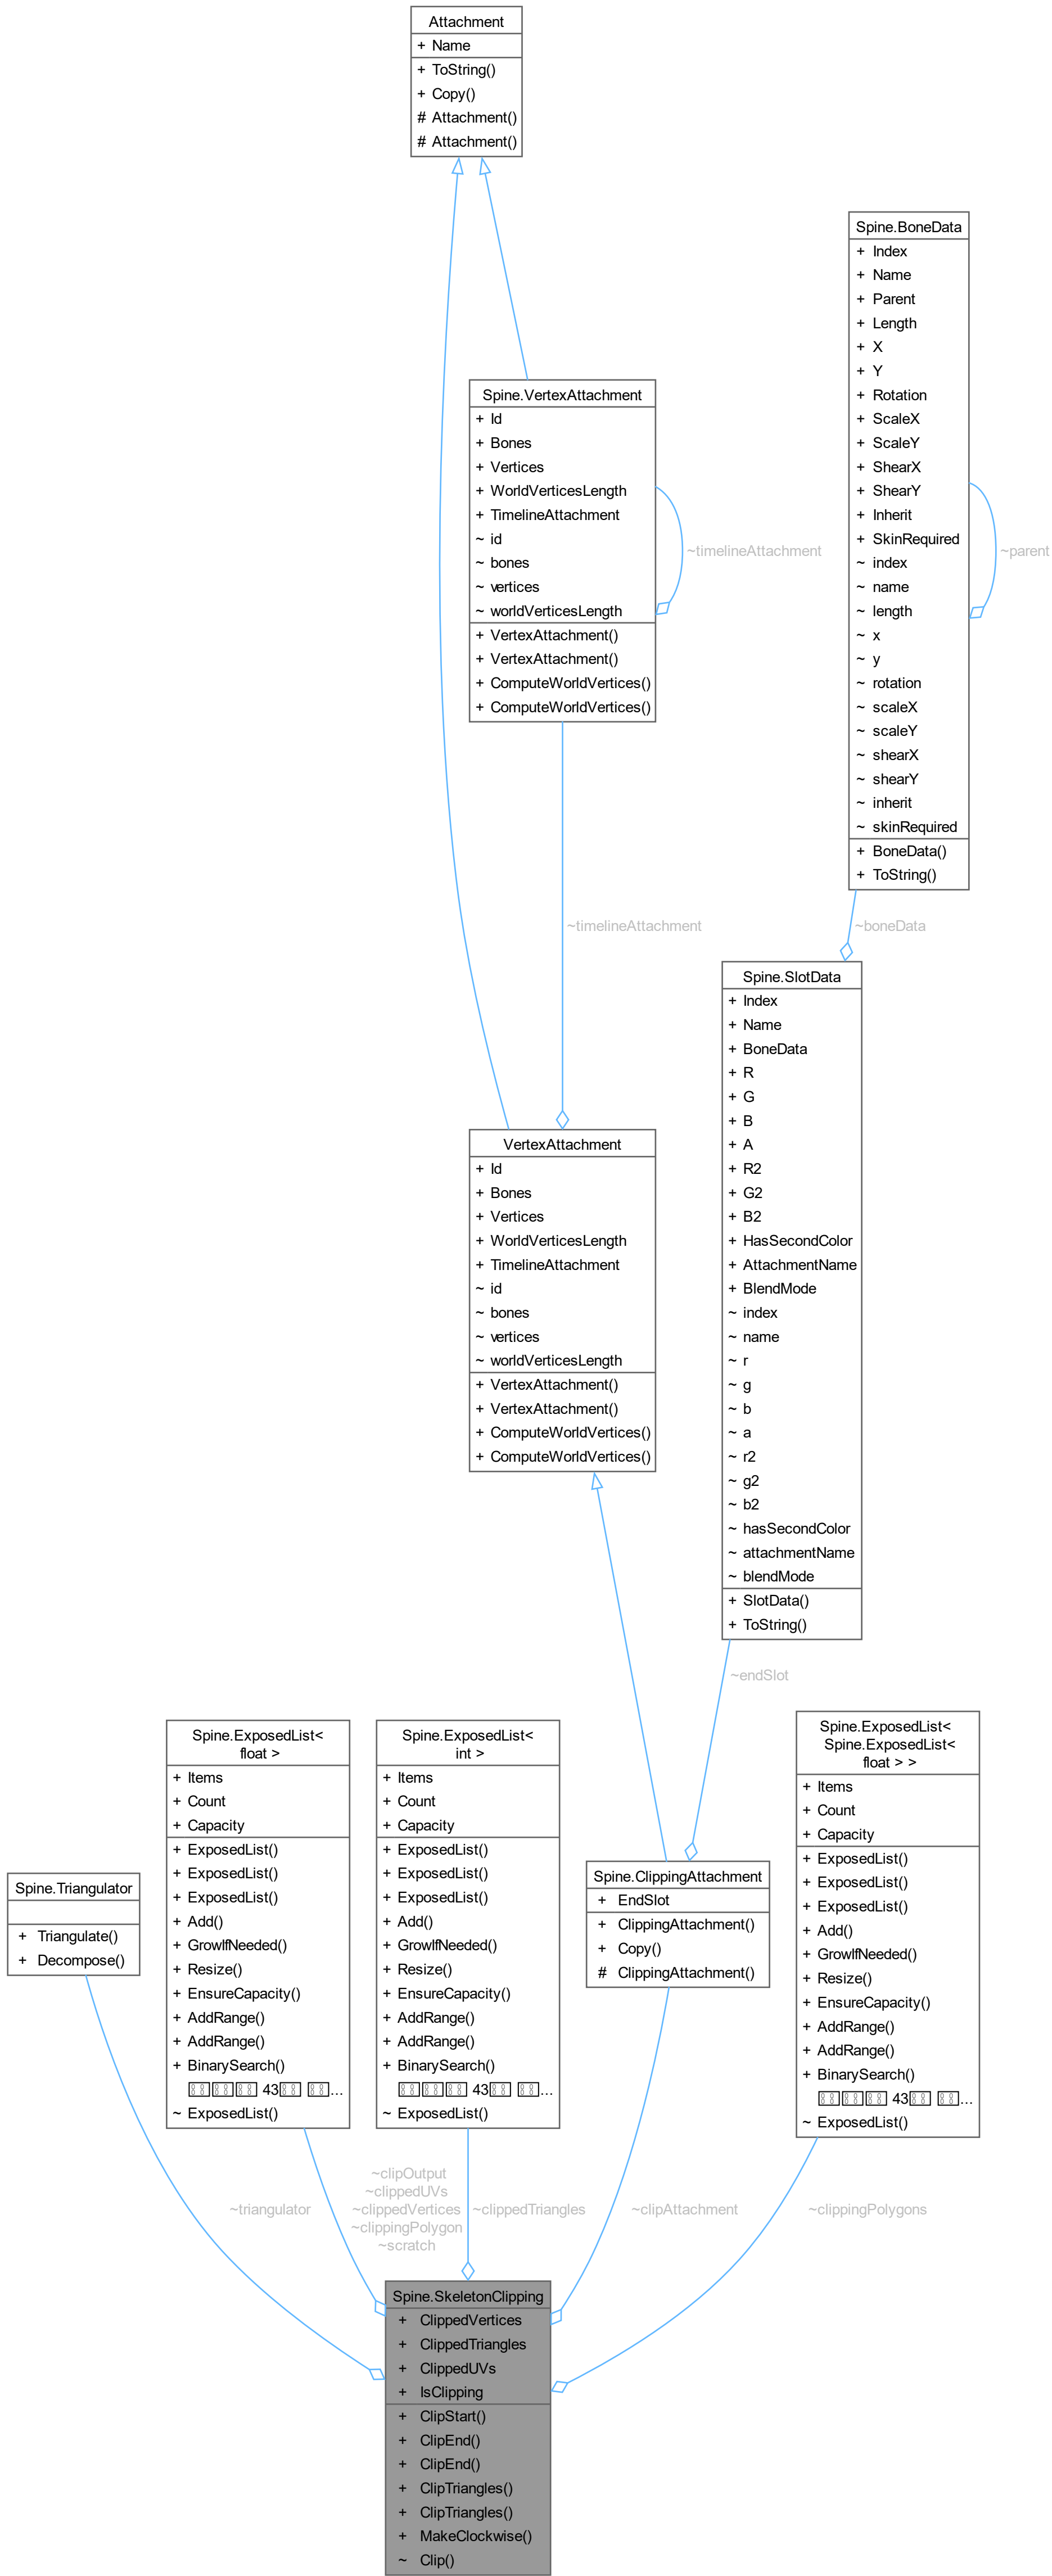 Attachment
+ Name
+ ToString()
+ Copy()
# Attachment()
# Attachment()
Spine.BoneData
+ Index
+ Name
+ Parent
+ Length
+ X
+ Y
+ Rotation
+ ScaleX
+ ScaleY
+ ShearX
+ ShearY
+ Inherit
+ SkinRequired
~ index
~ name
~ length
~ x
~ y
~ rotation
~ scaleX
~ scaleY
~ shearX
~ shearY
~ inherit
~ skinRequired
+ BoneData()
+ ToString()
~parent
Spine.VertexAttachment
+ Id
+ Bones
+ Vertices
+ WorldVerticesLength
+ TimelineAttachment
~ id
~ bones
~ vertices
~ worldVerticesLength
+ VertexAttachment()
+ VertexAttachment()
+ ComputeWorldVertices()
+ ComputeWorldVertices()
~timelineAttachment
~timelineAttachment
~boneData
Spine.SlotData
+ Index
+ Name
+ BoneData
+ R
+ G
+ B
+ A
+ R2
+ G2
+ B2
+ HasSecondColor
+ AttachmentName
+ BlendMode
~ index
~ name
~ r
~ g
~ b
~ a
~ r2
~ g2
~ b2
~ hasSecondColor
~ attachmentName
~ blendMode
+ SlotData()
+ ToString()
VertexAttachment
+ Id
+ Bones
+ Vertices
+ WorldVerticesLength
+ TimelineAttachment
~ id
~ bones
~ vertices
~ worldVerticesLength
+ VertexAttachment()
+ VertexAttachment()
+ ComputeWorldVertices()
+ ComputeWorldVertices()
~endSlot
Spine.Triangulator
+ Triangulate()
+ Decompose()
Spine.ExposedList<
float >
+ Items
+ Count
+ Capacity
+ ExposedList()
+ ExposedList()
+ ExposedList()
+ Add()
+ GrowIfNeeded()
+ Resize()
+ EnsureCapacity()
+ AddRange()
+ AddRange()
+ BinarySearch()
43 ...
~ ExposedList()
Spine.ExposedList<
int >
+ Items
+ Count
+ Capacity
+ ExposedList()
+ ExposedList()
+ ExposedList()
+ Add()
+ GrowIfNeeded()
+ Resize()
+ EnsureCapacity()
+ AddRange()
+ AddRange()
+ BinarySearch()
43 ...
~ ExposedList()
Spine.ClippingAttachment
+ EndSlot
+ ClippingAttachment()
+ Copy()
# ClippingAttachment()
Spine.ExposedList<
Spine.ExposedList<
float > >
+ Items
+ Count
+ Capacity
+ ExposedList()
+ ExposedList()
+ ExposedList()
+ Add()
+ GrowIfNeeded()
+ Resize()
+ EnsureCapacity()
+ AddRange()
+ AddRange()
+ BinarySearch()
43 ...
~ ExposedList()
~triangulator
~clipOutput
~clippedUVs
~clippedVertices
~clippingPolygon
~scratch
~clippedTriangles
~clipAttachment
~clippingPolygons
Spine.SkeletonClipping
+ ClippedVertices
+ ClippedTriangles
+ ClippedUVs
+ IsClipping
+ ClipStart()
+ ClipEnd()
+ ClipEnd()
+ ClipTriangles()
+ ClipTriangles()
+ MakeClockwise()
~ Clip()